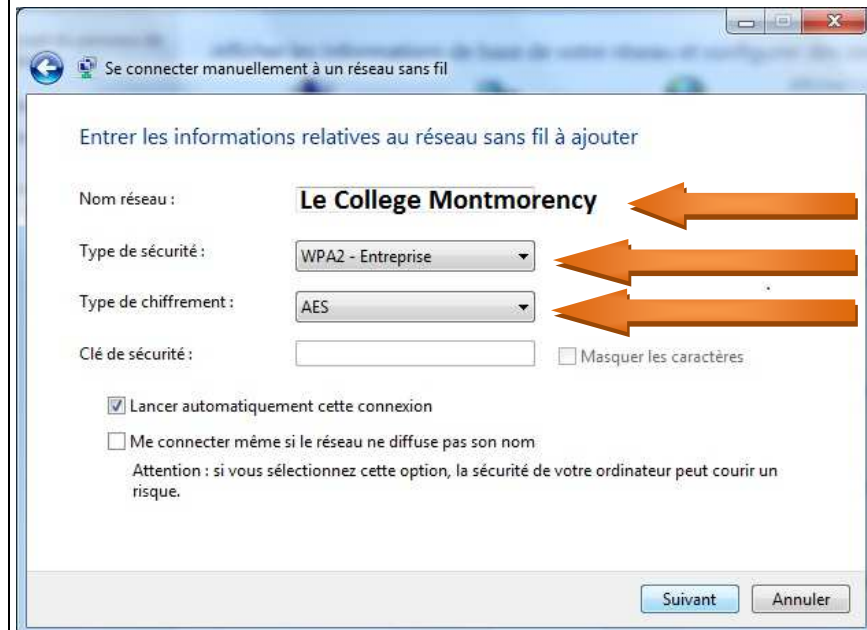 Se connecter manuellement à un réseau sans fil
Entrer les informations relatives au réseau sans fil à ajouter
Nom réseau : Le College Montmorency
Type de sécurité : WPA2 - Entreprise
Type de chiffrement : AES
Clé de sécurité : Masquer les caractères
Lancer automatiquement cette connexion
Me connecter même si le réseau ne diffuse pas son nom
Attention : si vous sélectionnez cette option, la sécurité de votre ordinateur peut courir un
risque.
Suivant Annuler